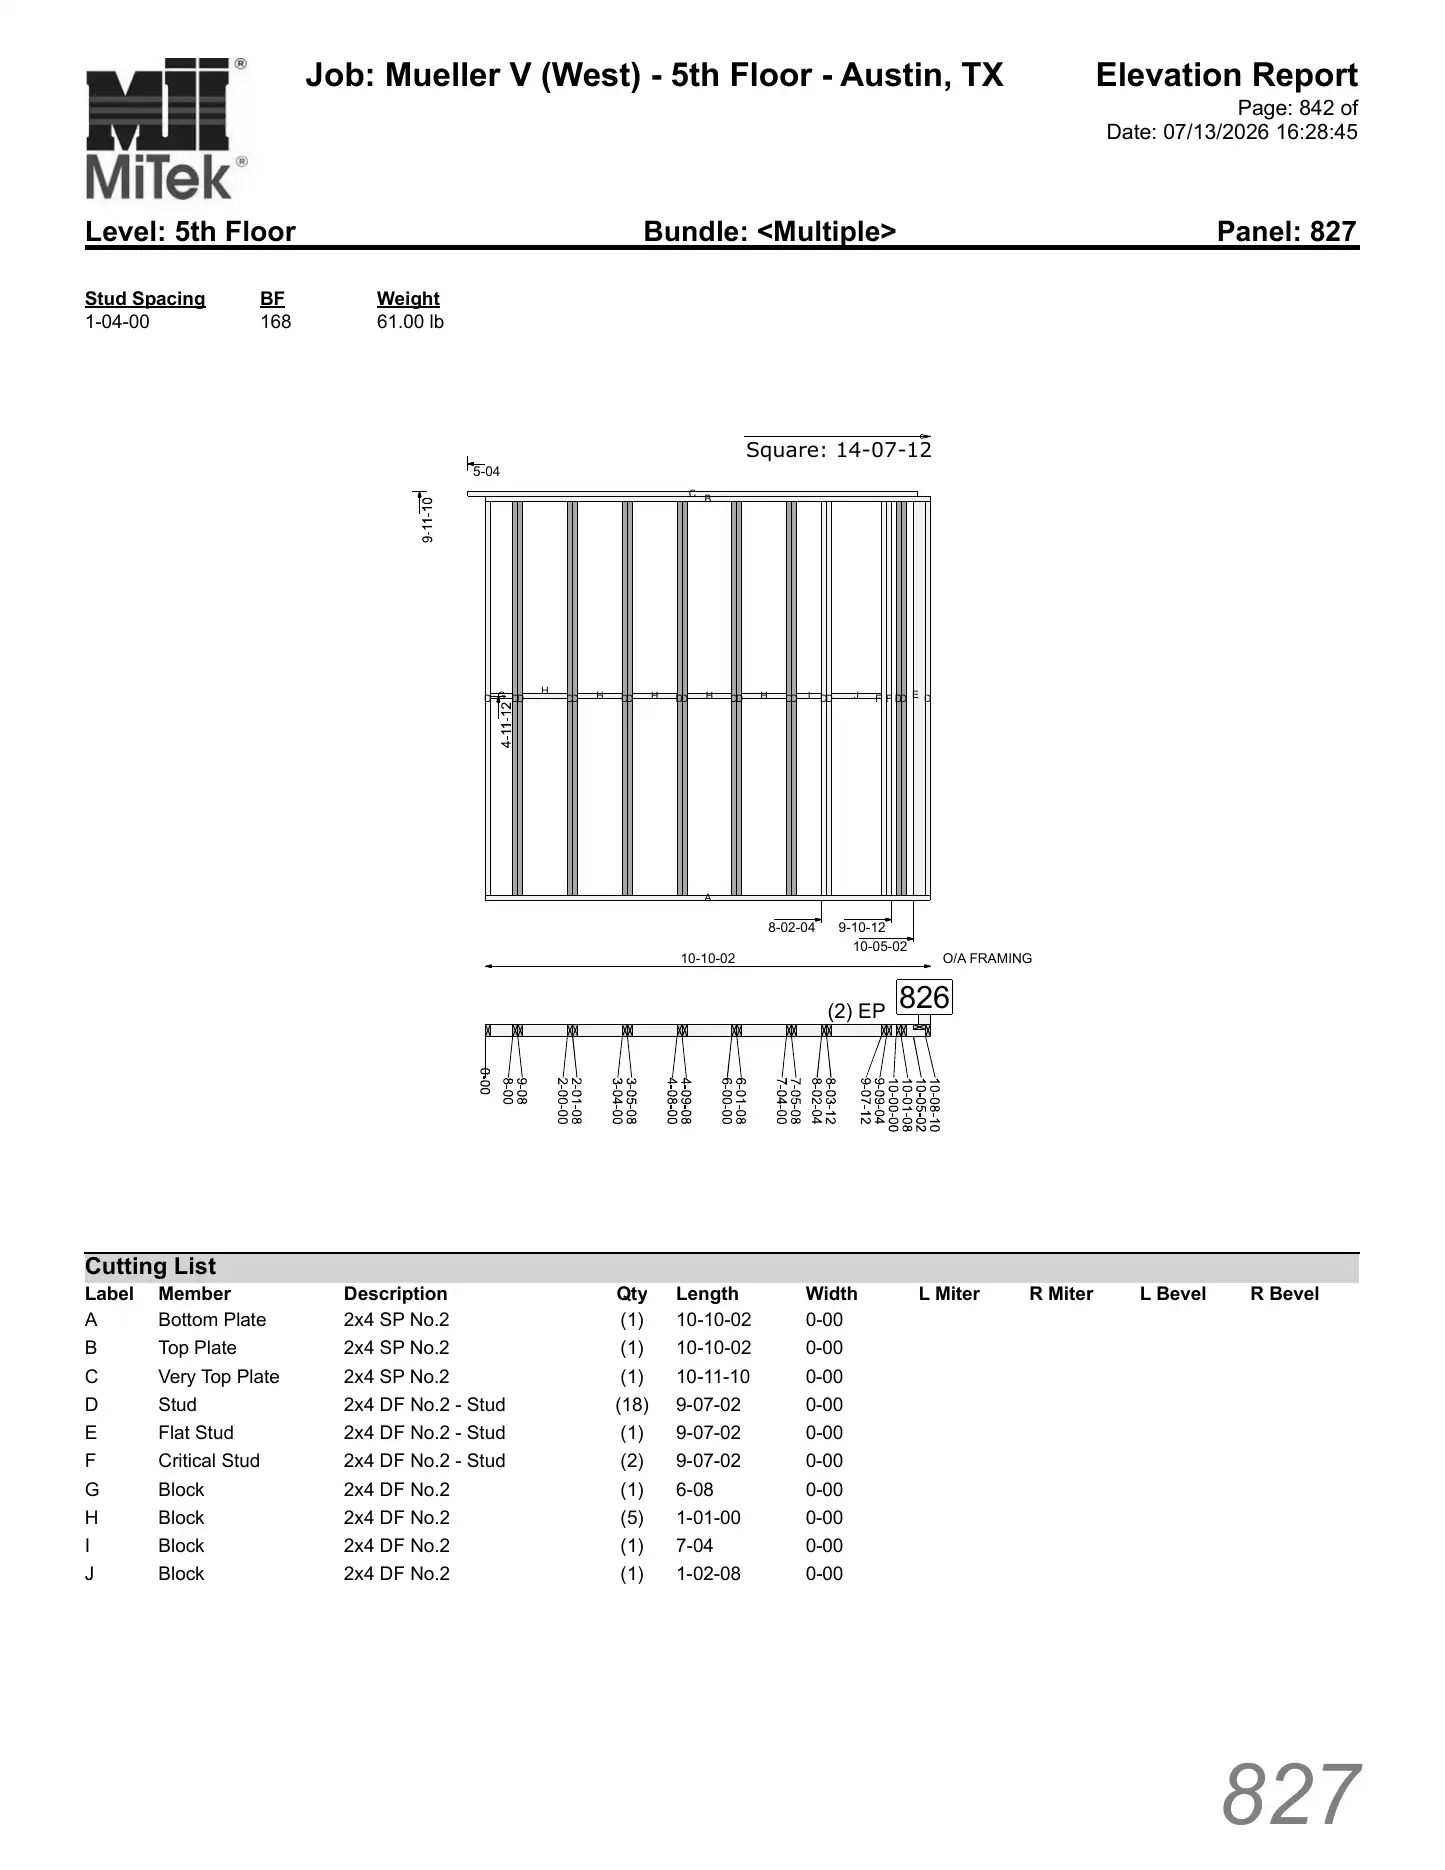 MiTek®
Job: Mueller V (West) - 5th Floor - Austin, TX
Elevation Report
Page: 842 of
Date: 07/13/2026 16:28:45
Level: 5th Floor Bundle: <Multiple> Panel: 827
Stud Spacing BF Weight
1-04-00 168 61.00 lb
Square: 14-07-12
5-04
C
B
9-11-10
G H H H H H I J F F D D E D
4-11-12
A
8-02-04 9-10-12
10-05-02
10-10-02 O/A FRAMING
(2) EP 826
0-00 8-00 9-08 2-00-00 2-01-08 3-04-00 3-05-08 4-08-00 4-09-08 6-00-00 6-01-08 7-04-00 7-05-08 8-02-04 8-03-12 9-07-12 9-09-04 10-00-00 10-01-08 10-05-02 10-08-10
Cutting List
Label Member Description Qty Length Width L Miter R Miter L Bevel R Bevel
A Bottom Plate 2x4 SP No.2 (1) 10-10-02 0-00
B Top Plate 2x4 SP No.2 (1) 10-10-02 0-00
C Very Top Plate 2x4 SP No.2 (1) 10-11-10 0-00
D Stud 2x4 DF No.2 - Stud (18) 9-07-02 0-00
E Flat Stud 2x4 DF No.2 - Stud (1) 9-07-02 0-00
F Critical Stud 2x4 DF No.2 - Stud (2) 9-07-02 0-00
G Block 2x4 DF No.2 (1) 6-08 0-00
H Block 2x4 DF No.2 (5) 1-01-00 0-00
I Block 2x4 DF No.2 (1) 7-04 0-00
J Block 2x4 DF No.2 (1) 1-02-08 0-00
827